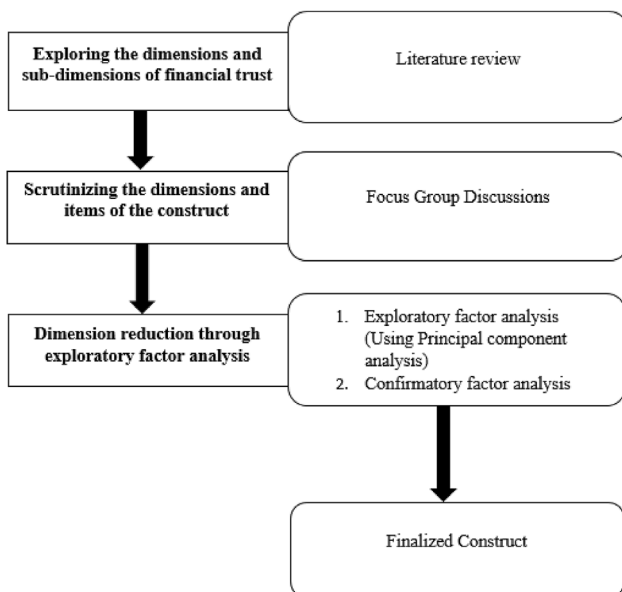 Exploring the dimensions and
sub-dimensions of financial trust
Literature review
Scrutinizing the dimensions and
items of the construct
Focus Group Discussions
Dimension reduction through
exploratory factor analysis
1. Exploratory factor analysis
(Using Principal component
analysis)
2. Confirmatory factor analysis
Finalized Construct